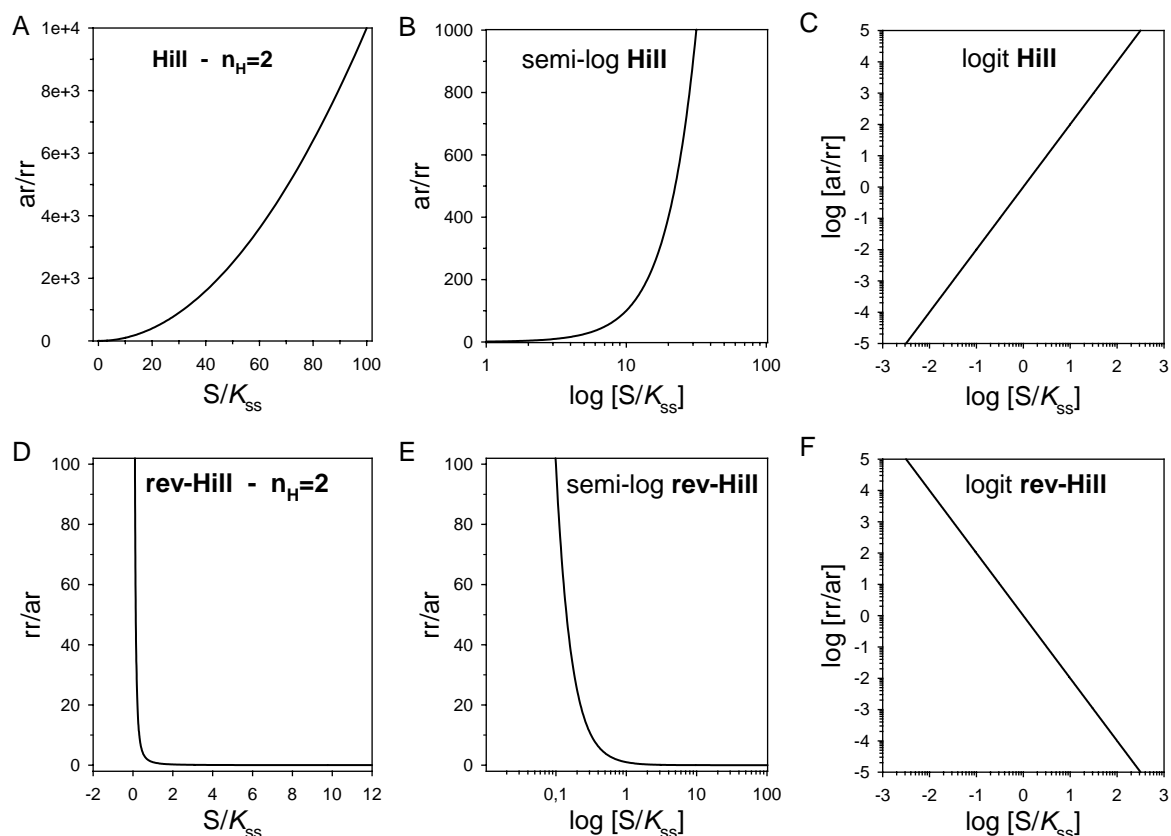 A
Hill - nH=2
ar/rr
1e+4
8e+3
6e+3
4e+3
2e+3
0
0 20 40 60 80 100
S/Kss
B
semi-log Hill
ar/rr
1000
800
600
400
200
0
1 10 100
log [S/Kss]
C
logit Hill
log [ar/rr]
5
4
3
2
1
0
-1
-2
-3
-4
-5
-3 -2 -1 0 1 2 3
log [S/Kss]
D
rev-Hill - nH=2
rr/ar
100
80
60
40
20
0
-2 0 2 4 6 8 10 12
S/Kss
E
semi-log rev-Hill
rr/ar
100
80
60
40
20
0
0,1 1 10 100
log [S/Kss]
F
logit rev-Hill
log [rr/ar]
5
4
3
2
1
0
-1
-2
-3
-4
-5
-3 -2 -1 0 1 2 3
log [S/Kss]